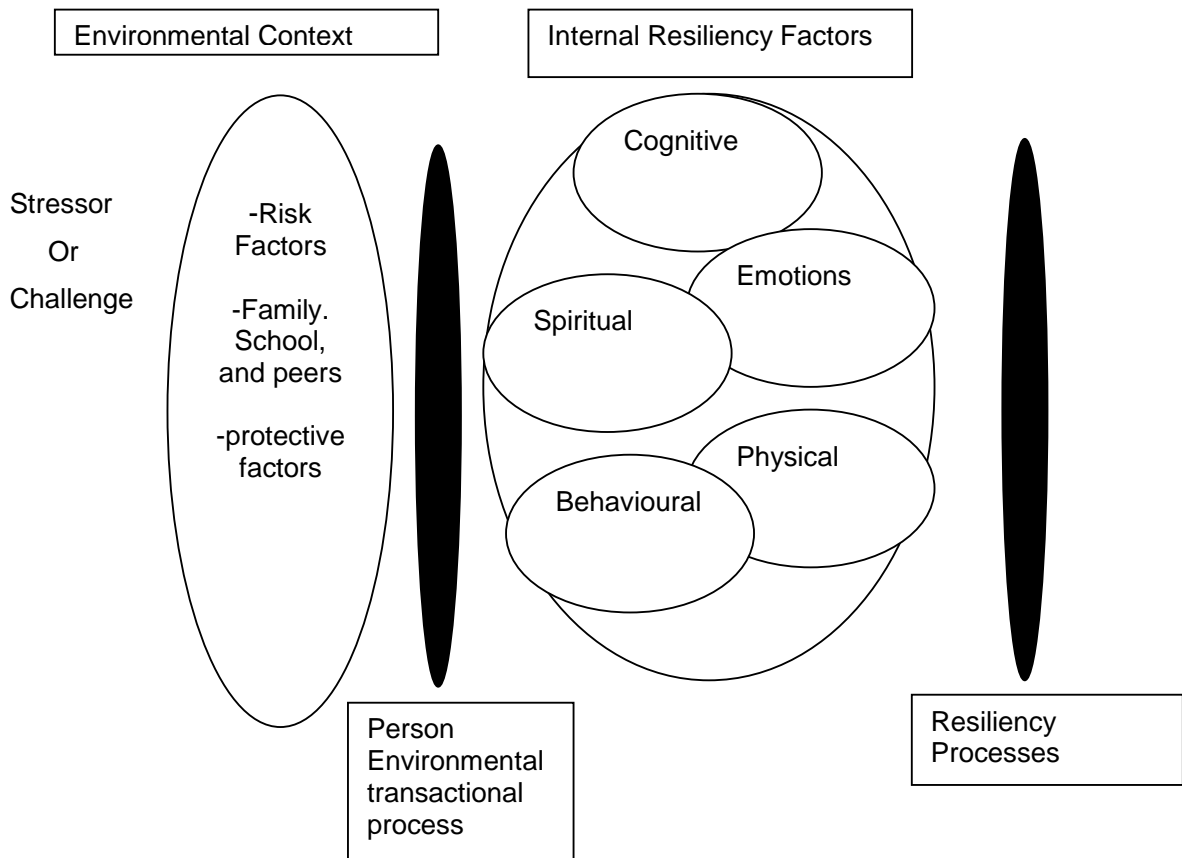 Environmental Context
Internal Resiliency Factors
Stressor
Or
Challenge
-Risk
Factors
-Family.
School,
and peers
-protective
factors
Cognitive
Emotions
Spiritual
Physical
Behavioural
Person
Environmental
transactional
process
Resiliency
Processes